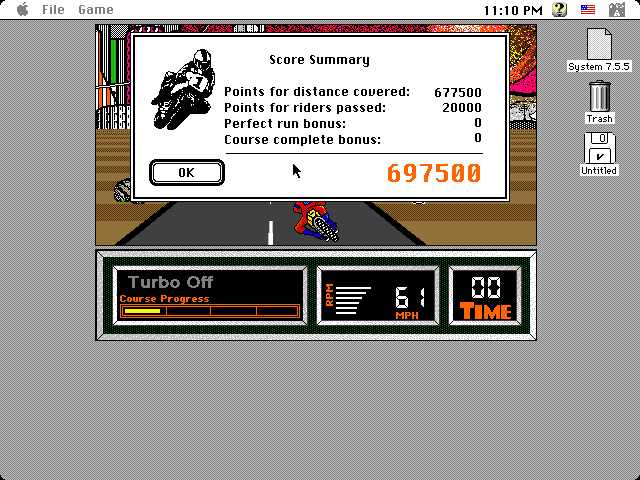 File Game 11:10 PM
Score Summary
Points for distance covered: 677500
Points for riders passed: 20000
Perfect run bonus: 0
Course complete bonus: 0
OK 697500
System 7.5.5
Trash
Untitled
Turbo Off
Course Progress
RPM
61
MPH
00
TIME